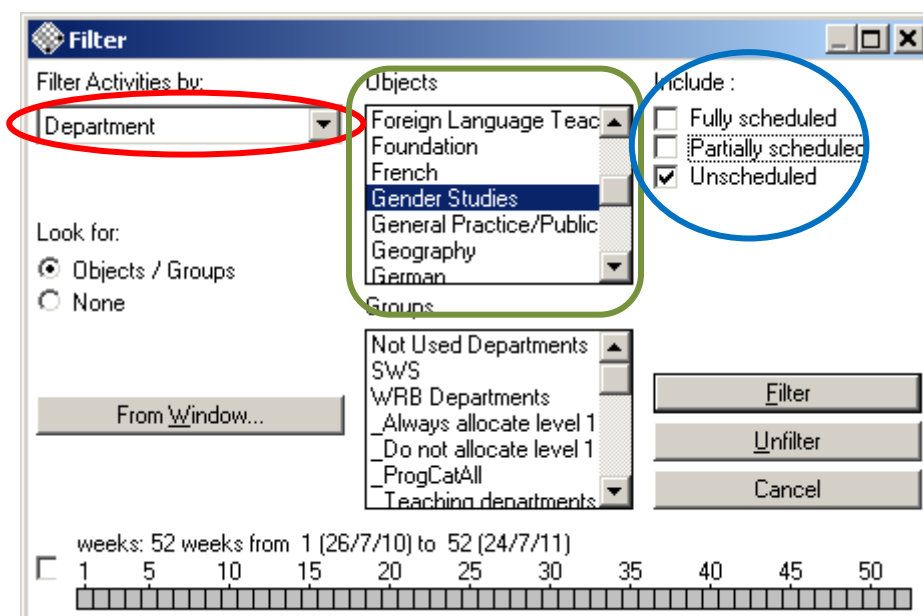 Filter
Filter Activities by:
Department
Look for:
Objects / Groups
None
From Window...
Objects
Foreign Language Teac
Foundation
French
Gender Studies
General Practice/Public
Geography
German
Groups
Not Used Departments
SWS
WRB Departments
_Always allocate level 1
_Do not allocate level 1
_ProgCatAll
_Teaching departments
Include :
Fully scheduled
Partially scheduled
Unscheduled
Filter
Unfilter
Cancel
weeks: 52 weeks from 1 (26/7/10) to 52 (24/7/11)
1 5 10 15 20 25 30 35 40 45 50